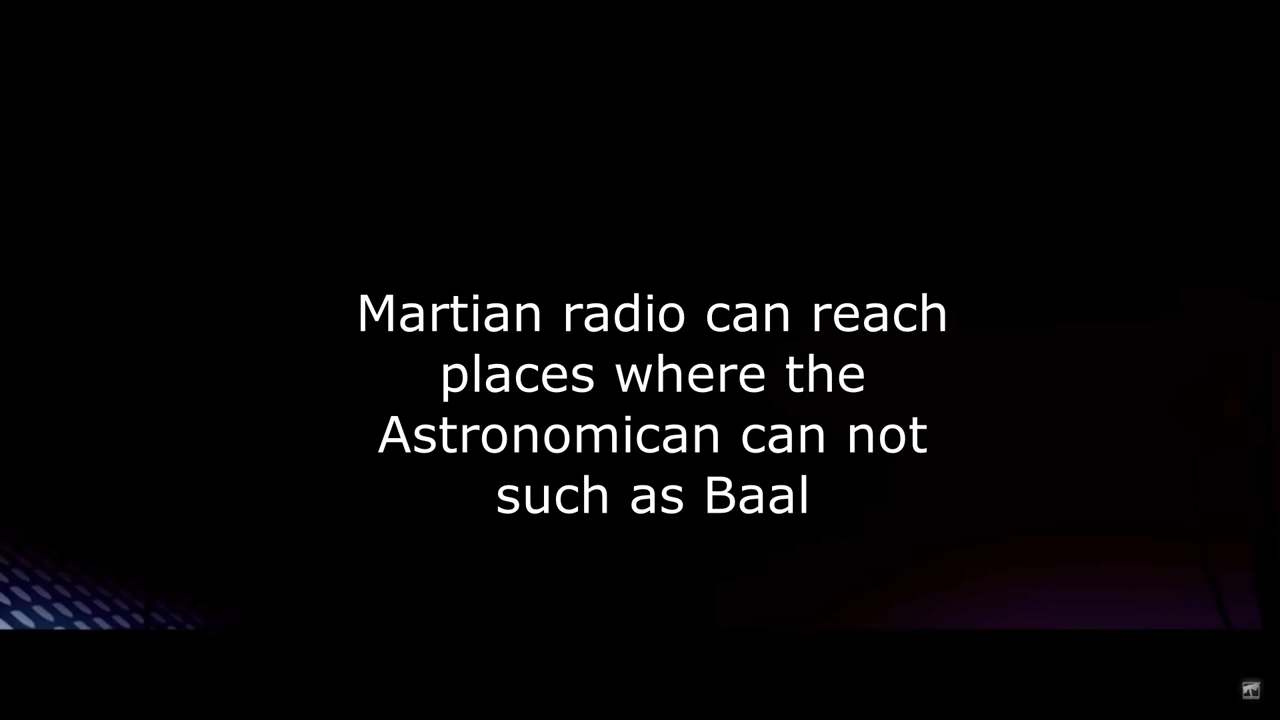 Martian radio can reach
places where the
Astronomican can not
such as Baal